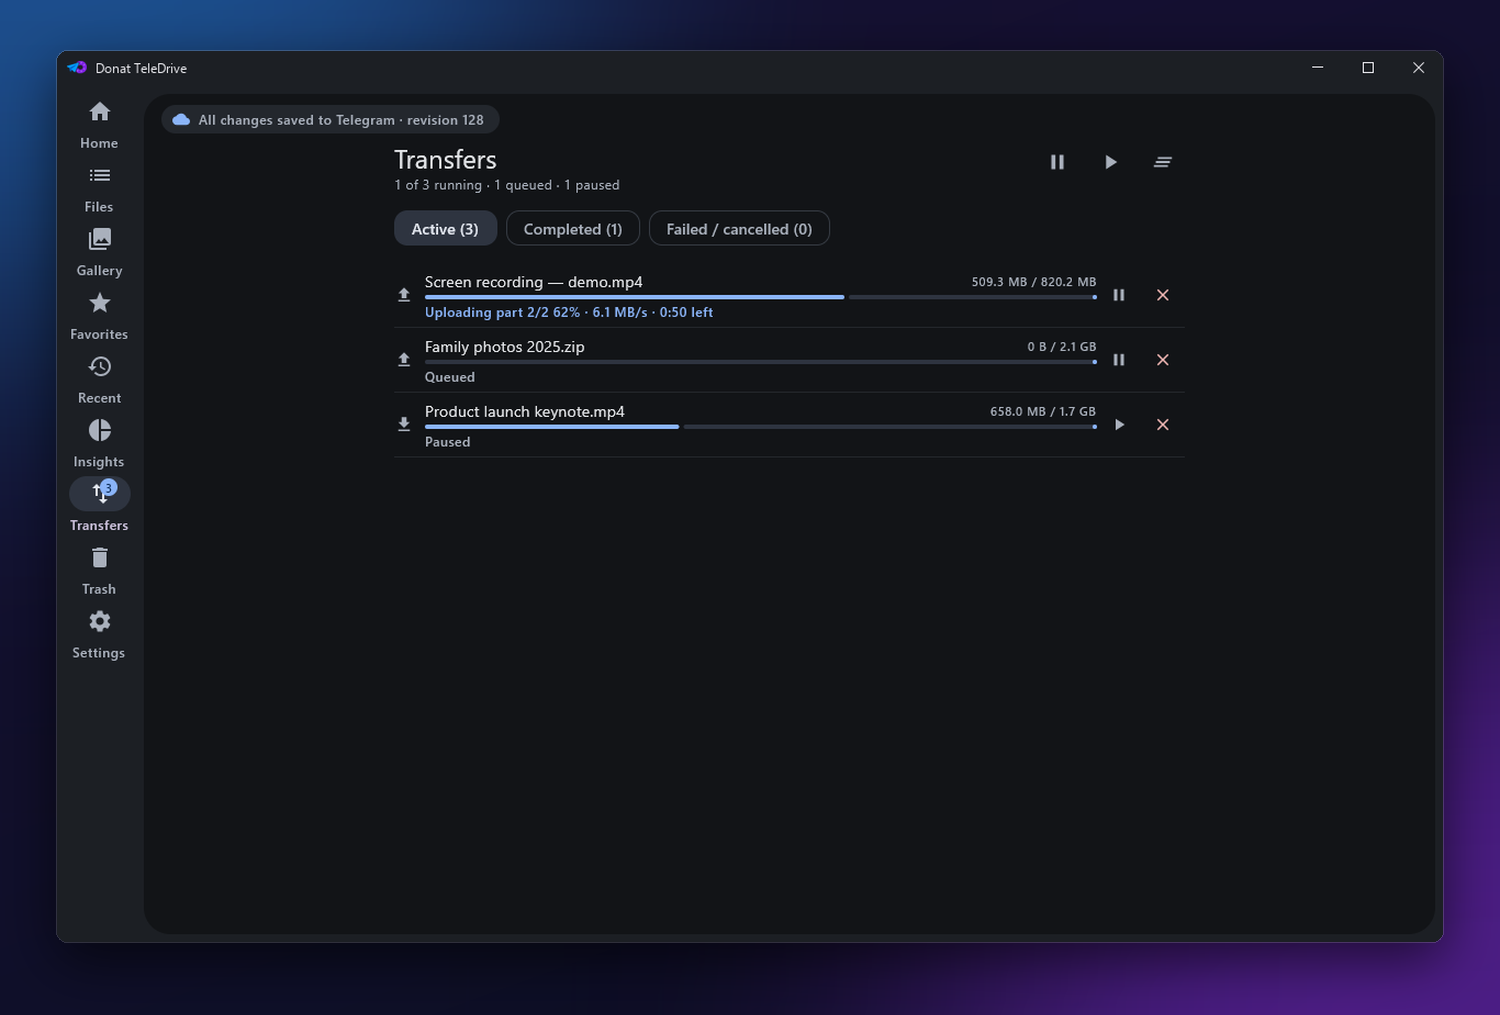 Donat TeleDrive
All changes saved to Telegram · revision 128
Home
Files
Gallery
Favorites
Recent
Insights
3
Transfers
Trash
Settings
Transfers
1 of 3 running · 1 queued · 1 paused
Active (3)
Completed (1)
Failed / cancelled (0)
Screen recording — demo.mp4
509.3 MB / 820.2 MB
Uploading part 2/2 62% · 6.1 MB/s · 0:50 left
Family photos 2025.zip
0 B / 2.1 GB
Queued
Product launch keynote.mp4
658.0 MB / 1.7 GB
Paused